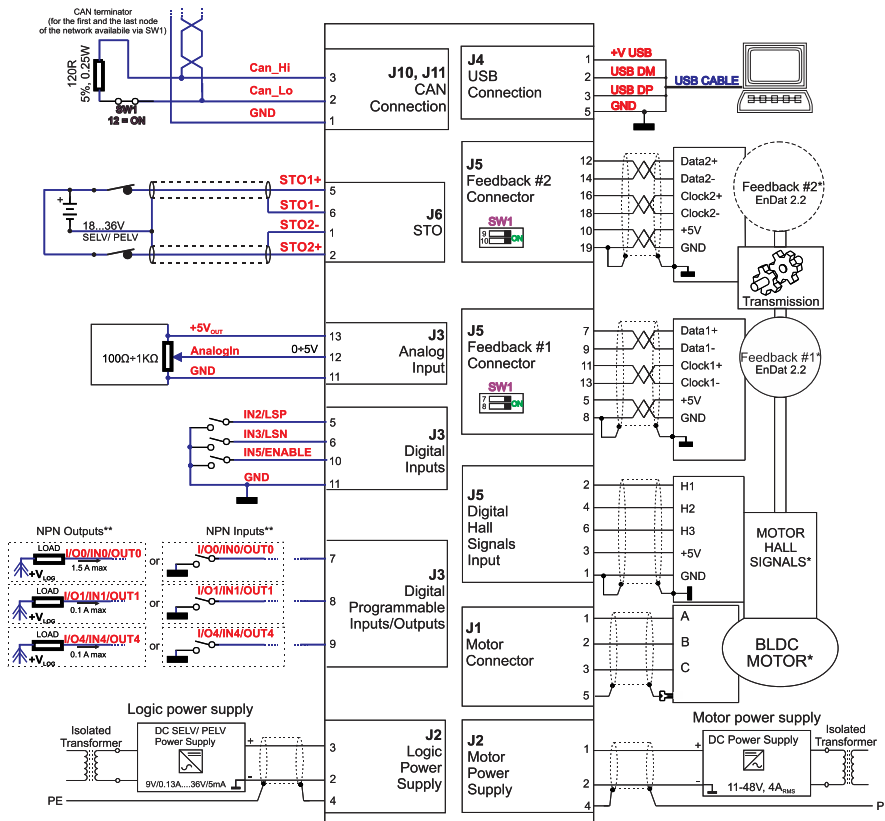 CAN terminator
(for the first and the last node
of the network availabile via SW1)
120R
5%, 0.25W
SW1
12 = ON
Can_Hi
Can_Lo
GND
3
2
1
J10, J11
CAN
Connection
J4
USB
Connection
1
2
3
5
+V USB
USB DM
USB DP
GND
USB CABLE
+
18...36V
SELV/ PELV
STO1+
STO1-
STO2-
STO2+
5
6
1
2
J6
STO
J5
Feedback #2
Connector
SW1
9
10
ON
12
14
16
18
10
19
Data2+
Data2-
Clock2+
Clock2-
+5V
GND
Feedback #2*
EnDat 2.2
Transmission
100Ω÷1KΩ
+5VOUT
AnalogIn
0÷5V
GND
13
12
11
J3
Analog
Input
J5
Feedback #1
Connector
SW1
7
8
ON
7
9
11
13
5
8
Data1+
Data1-
Clock1+
Clock1-
+5V
GND
Feedback #1*
EnDat 2.2
IN2/LSP
IN3/LSN
IN5/ENABLE
GND
5
6
10
11
J3
Digital
Inputs
J5
Digital
Hall
Signals
Input
2
4
6
3
1
H1
H2
H3
+5V
GND
MOTOR
HALL
SIGNALS*
NPN Outputs**
NPN Inputs**
LOAD
I/O0/IN0/OUT0
1.5 A max
+VLOG
or
I/O0/IN0/OUT0
7
LOAD
I/O1/IN1/OUT1
0.1 A max
+VLOG
or
I/O1/IN1/OUT1
8
LOAD
I/O4/IN4/OUT4
0.1 A max
+VLOG
or
I/O4/IN4/OUT4
9
J3
Digital
Programmable
Inputs/Outputs
J1
Motor
Connector
1
2
3
5
A
B
C
BLDC
MOTOR*
Logic power supply
Isolated
Transformer
DC SELV/ PELV
Power Supply
9V/0.13A....36V/5mA
+
-
PE
3
2
4
J2
Logic
Power
Supply
J2
Motor
Power
Supply
1
2
4
Motor power supply
+
-
DC Power Supply
11-48V, 4ARMS
Isolated
Transformer
P